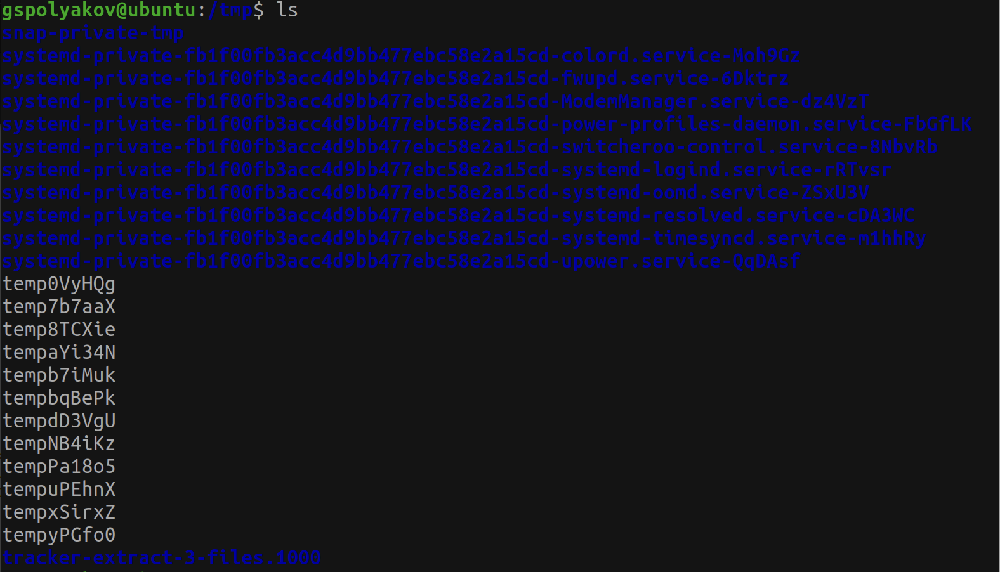 gspolyakov@ubuntu:/tmp$ ls
snap-private-tmp
systemd-private-fb1f00fb3acc4d9bb477ebc58e2a15cd-colord.service-Moh9Gz
systemd-private-fb1f00fb3acc4d9bb477ebc58e2a15cd-fwupd.service-6Dktrz
systemd-private-fb1f00fb3acc4d9bb477ebc58e2a15cd-ModemManager.service-dz4VzT
systemd-private-fb1f00fb3acc4d9bb477ebc58e2a15cd-power-profiles-daemon.service-FbGfLK
systemd-private-fb1f00fb3acc4d9bb477ebc58e2a15cd-switcheroo-control.service-8NbvRb
systemd-private-fb1f00fb3acc4d9bb477ebc58e2a15cd-systemd-logind.service-rRTvsr
systemd-private-fb1f00fb3acc4d9bb477ebc58e2a15cd-systemd-oomd.service-ZSxU3V
systemd-private-fb1f00fb3acc4d9bb477ebc58e2a15cd-systemd-resolved.service-cDA3WC
systemd-private-fb1f00fb3acc4d9bb477ebc58e2a15cd-systemd-timesyncd.service-m1hhRy
systemd-private-fb1f00fb3acc4d9bb477ebc58e2a15cd-upower.service-QqDAsf
temp0VyHQg
temp7b7aaX
temp8TCXie
tempaYi34N
tempb7iMuk
tempbqBePk
tempdD3VgU
tempNB4iKz
tempPa18o5
tempuPEhnX
tempxSirxZ
tempyPGfo0
tracker-extract-3-files.1000